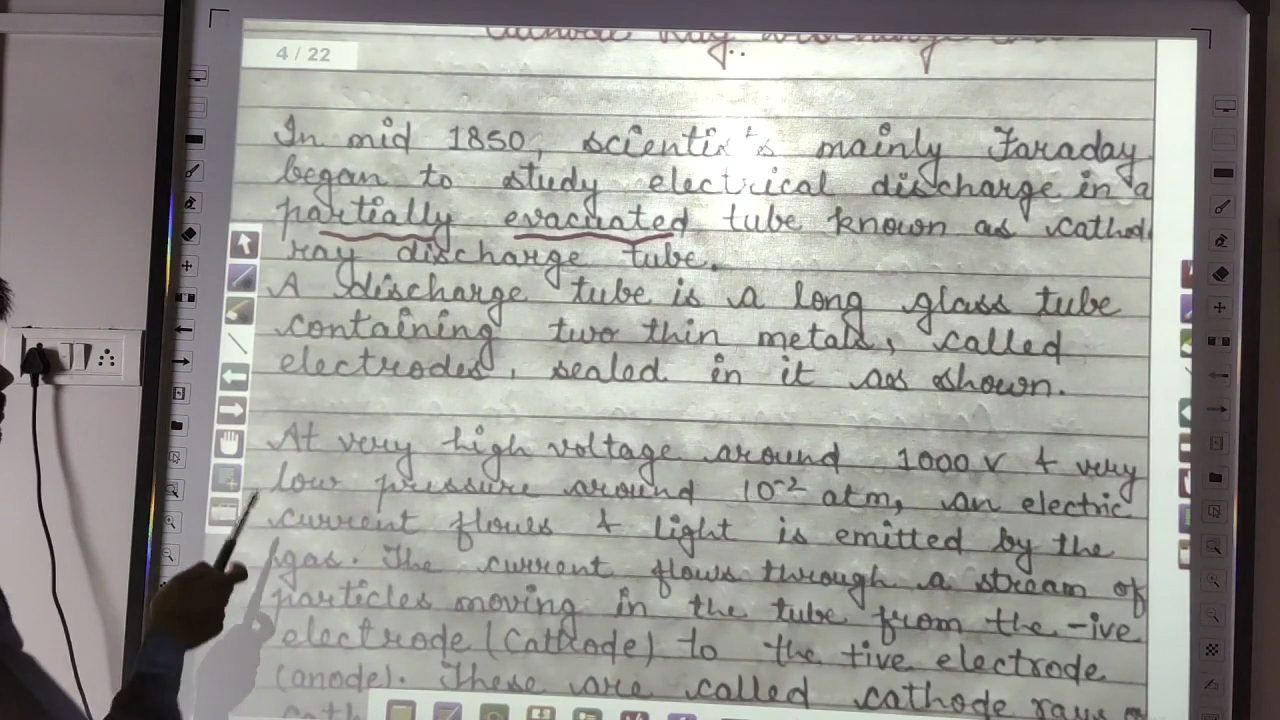 4 / 22
Cathode Ray Discharge
In mid 1850, scientists mainly Faraday
began to study electrical discharge in a
partially evacuated tube known as cathod
ray discharge tube.
A discharge tube is a long glass tube
containing two thin metals, called
electrodes, sealed in it as shown.
At very high voltage around 1000 V & very
low pressure around 10⁻² atm, an electric
current flows & light is emitted by the
gas. The current flows through a stream of
particles moving in the tube from the -ive
electrode (Cathode) to the +ive electrode
(anode). These are called cathode rays